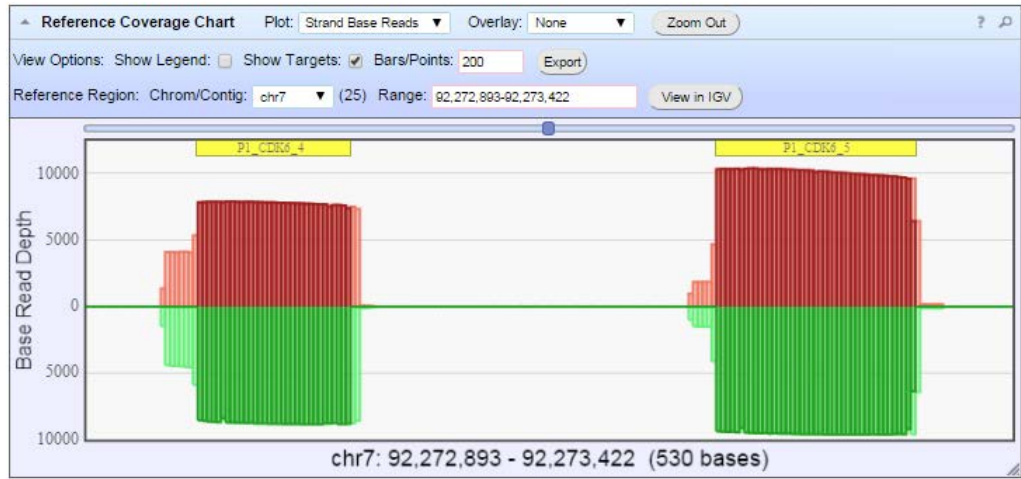 Reference Coverage Chart Plot: Strand Base Reads Overlay: None Zoom Out ?
View Options: Show Legend: Show Targets: Bars/Points: 200 Export
Reference Region: Chrom/Contig: chr7 (25) Range: 92,272,893-92,273,422 View in IGV
P1_CDK6_4 P1_CDK6_5
10000
5000
0
5000
10000
Base Read Depth
chr7: 92,272,893 - 92,273,422 (530 bases)